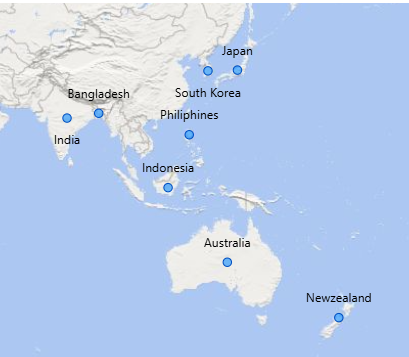 Japan
South Korea
Bangladesh
Philiphines
India
Indonesia
Australia
Newzealand